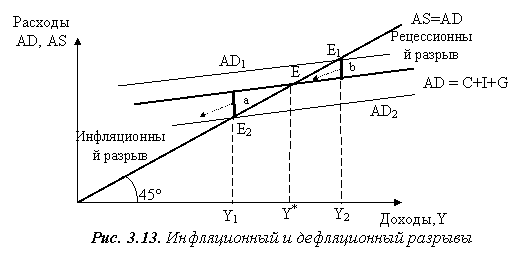 Расходы
AD, AS
AS=AD
E₁
Рецессионны
й разрыв
AD₁
E
b
AD = C+I+G
a
AD₂
E₂
Инфляционны
й разрыв
45°
Y₁
Y*
Y₂
Доходы,Y
Рис. 3.13. Инфляционный и дефляционный разрывы